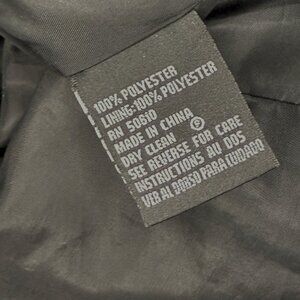 100% POLYESTER
LINING:100% POLYESTER
RN 50610
MADE IN CHINA
DRY CLEAN Ⓟ
SEE REVERSE FOR CARE
INSTRUCTIONS AU DOS
VER AL DORSO PARA CUIDADO